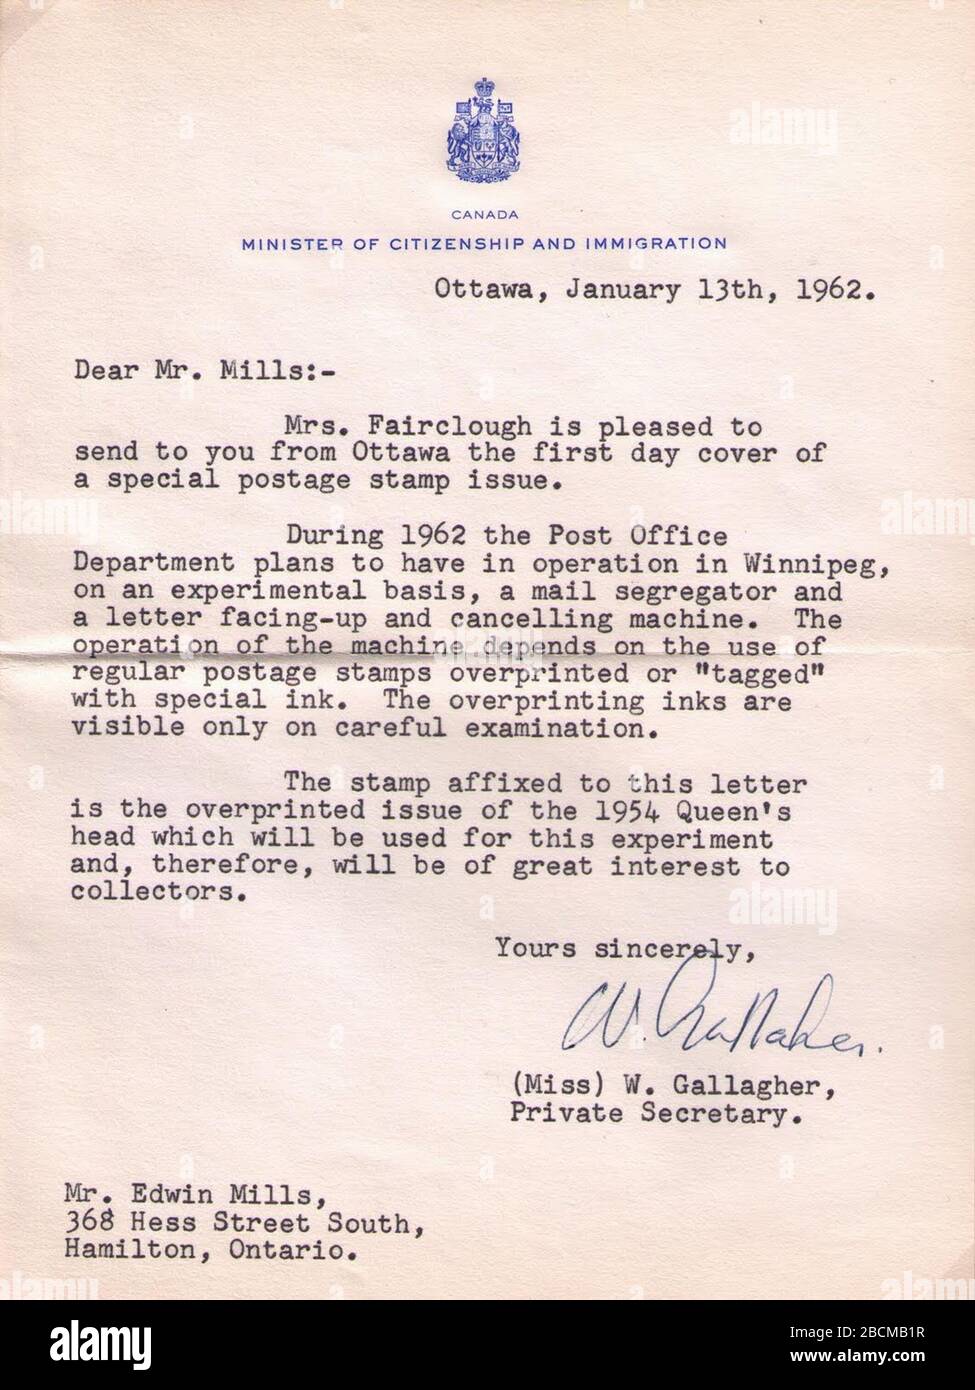 CANADA
MINISTER OF CITIZENSHIP AND IMMIGRATION
Ottawa, January 13th, 1962.
Dear Mr. Mills:-
Mrs. Fairclough is pleased to
send to you from Ottawa the first day cover of
a special postage stamp issue.
During 1962 the Post Office
Department plans to have in operation in Winnipeg,
on an experimental basis, a mail segregator and
a letter facing-up and cancelling machine. The
operation of the machine depends on the use of
regular postage stamps overprinted or "tagged"
with special ink. The overprinting inks are
visible only on careful examination.
The stamp affixed to this letter
is the overprinted issue of the 1954 Queen's
head which will be used for this experiment
and, therefore, will be of great interest to
collectors.
Yours sincerely,
W. Gallagher.
(Miss) W. Gallagher,
Private Secretary.
Mr. Edwin Mills,
368 Hess Street South,
Hamilton, Ontario.
alamy
Image ID: 2BCMB1R
www.alamy.com